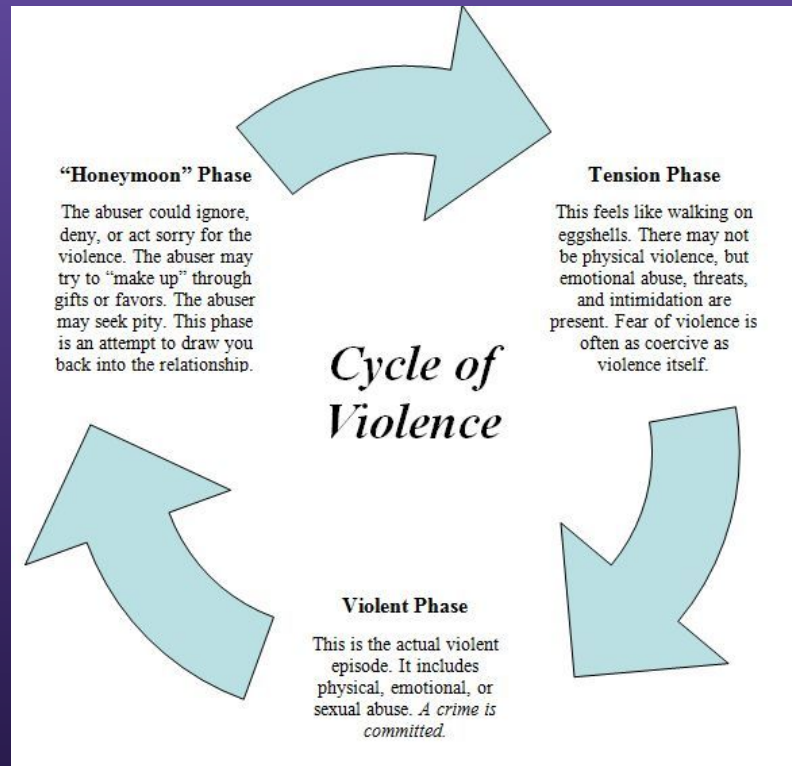 “Honeymoon” Phase
The abuser could ignore,
deny, or act sorry for the
violence. The abuser may
try to “make up” through
gifts or favors. The abuser
may seek pity. This phase
is an attempt to draw you
back into the relationship.
Tension Phase
This feels like walking on
eggshells. There may not
be physical violence, but
emotional abuse, threats,
and intimidation are
present. Fear of violence is
often as coercive as
violence itself.
Cycle of
Violence
Violent Phase
This is the actual violent
episode. It includes
physical, emotional, or
sexual abuse. A crime is
committed.